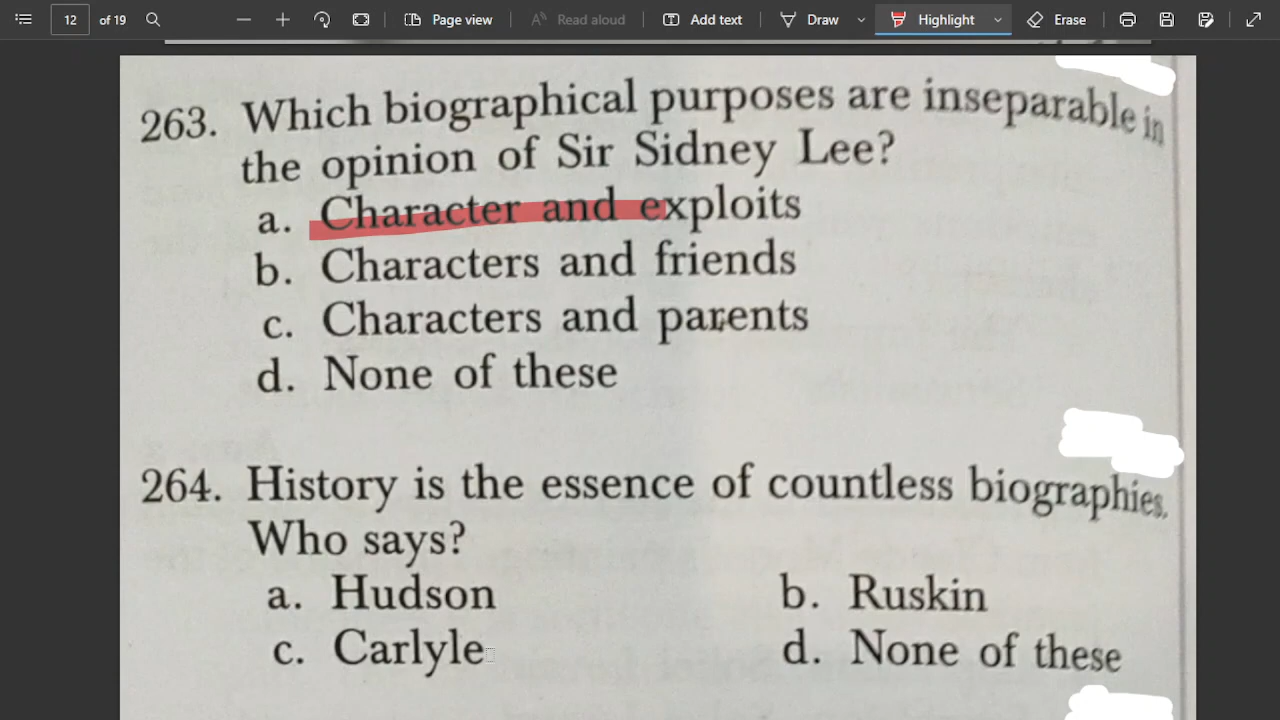 12 of 19 Page view Read aloud Add text Draw Highlight Erase
263. Which biographical purposes are inseparable in
the opinion of Sir Sidney Lee?
a. Character and exploits
b. Characters and friends
c. Characters and parents
d. None of these
264. History is the essence of countless biographies.
Who says?
a. Hudson b. Ruskin
c. Carlyle d. None of these